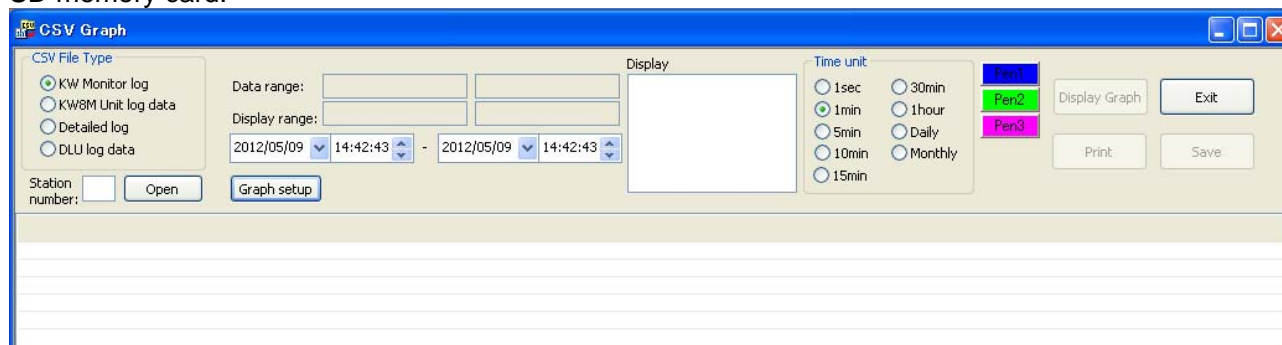 SD memory card.
CSV Graph
CSV File Type
KW Monitor log
KW8M Unit log data
Detailed log
DLU log data
Station number:
Open
Data range:
Display range:
2012/05/09 14:42:43 - 2012/05/09 14:42:43
Graph setup
Display
Time unit
1sec
1min
5min
10min
15min
30min
1hour
Daily
Monthly
Pen1
Pen2
Pen3
Display Graph
Exit
Print
Save